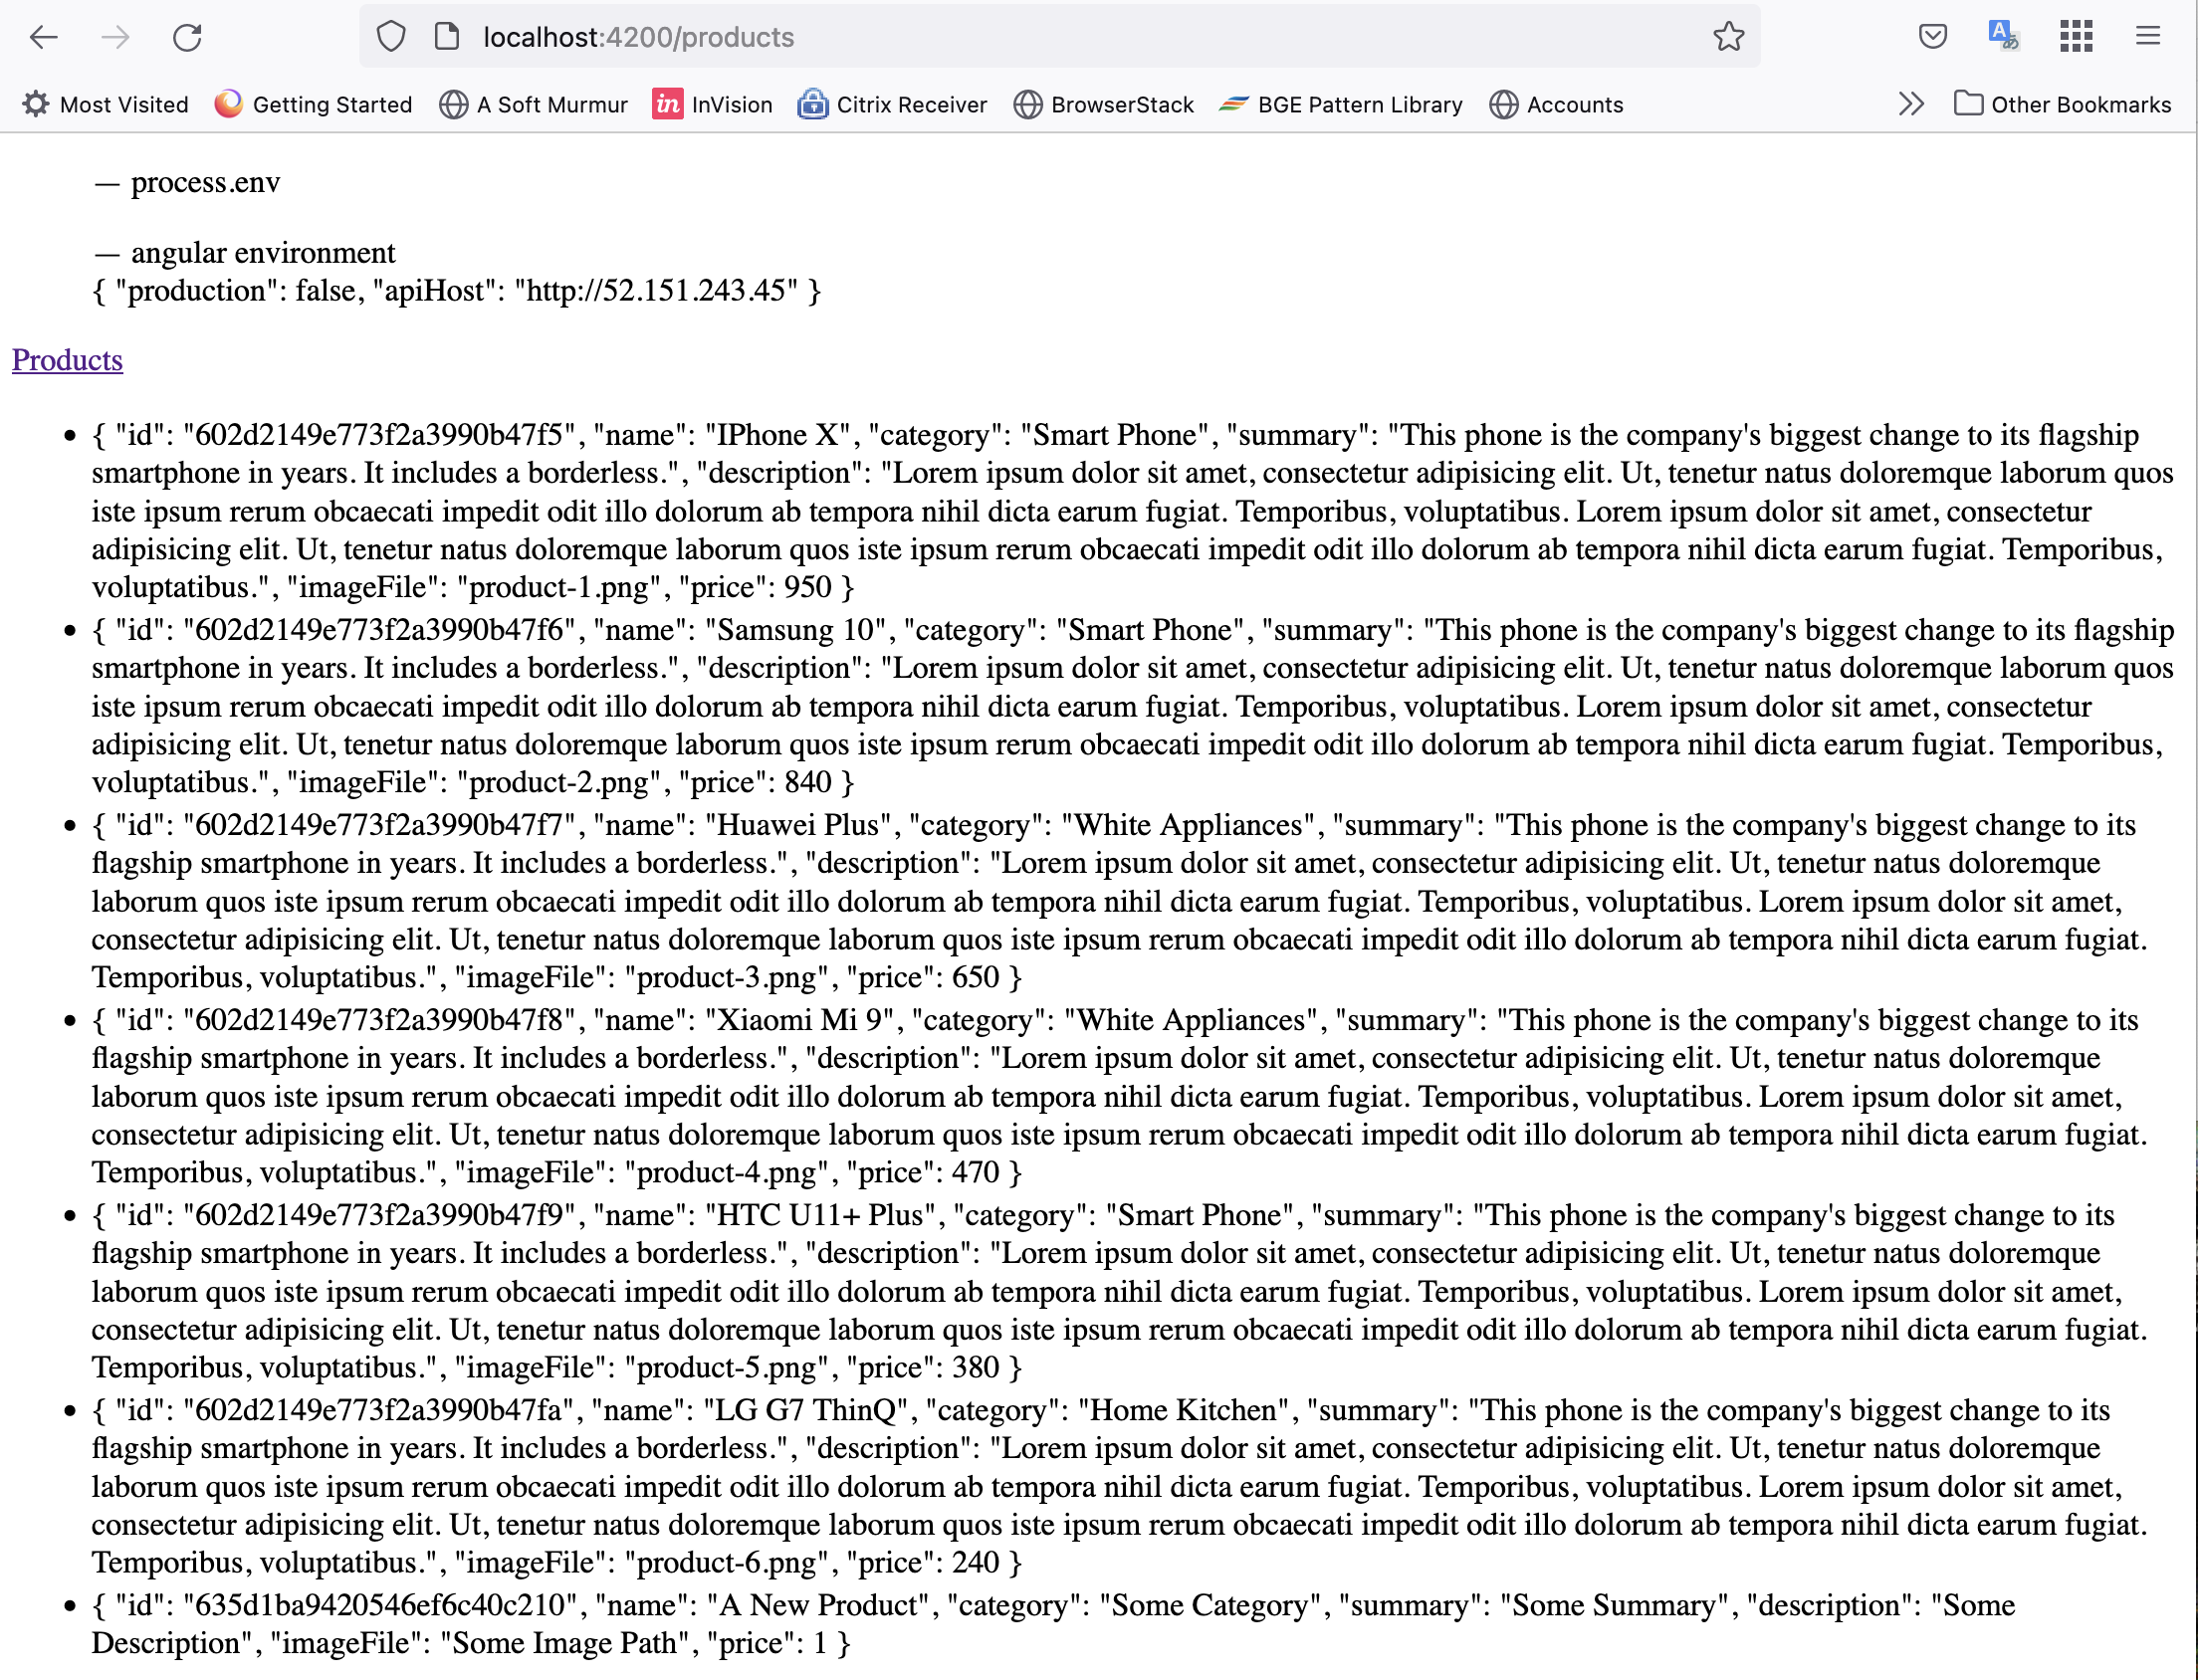 localhost:4200/products
Most Visited Getting Started A Soft Murmur in InVision Citrix Receiver BrowserStack BGE Pattern Library Accounts Other Bookmarks
— process.env
— angular environment
{ "production": false, "apiHost": "http://52.151.243.45" }
Products
• { "id": "602d2149e773f2a3990b47f5", "name": "IPhone X", "category": "Smart Phone", "summary": "This phone is the company's biggest change to its flagship
smartphone in years. It includes a borderless.", "description": "Lorem ipsum dolor sit amet, consectetur adipisicing elit. Ut, tenetur natus doloremque laborum quos
iste ipsum rerum obcaecati impedit odit illo dolorum ab tempora nihil dicta earum fugiat. Temporibus, voluptatibus. Lorem ipsum dolor sit amet, consectetur
adipisicing elit. Ut, tenetur natus doloremque laborum quos iste ipsum rerum obcaecati impedit odit illo dolorum ab tempora nihil dicta earum fugiat. Temporibus,
voluptatibus.", "imageFile": "product-1.png", "price": 950 }
• { "id": "602d2149e773f2a3990b47f6", "name": "Samsung 10", "category": "Smart Phone", "summary": "This phone is the company's biggest change to its flagship
smartphone in years. It includes a borderless.", "description": "Lorem ipsum dolor sit amet, consectetur adipisicing elit. Ut, tenetur natus doloremque laborum quos
iste ipsum rerum obcaecati impedit odit illo dolorum ab tempora nihil dicta earum fugiat. Temporibus, voluptatibus. Lorem ipsum dolor sit amet, consectetur
adipisicing elit. Ut, tenetur natus doloremque laborum quos iste ipsum rerum obcaecati impedit odit illo dolorum ab tempora nihil dicta earum fugiat. Temporibus,
voluptatibus.", "imageFile": "product-2.png", "price": 840 }
• { "id": "602d2149e773f2a3990b47f7", "name": "Huawei Plus", "category": "White Appliances", "summary": "This phone is the company's biggest change to its
flagship smartphone in years. It includes a borderless.", "description": "Lorem ipsum dolor sit amet, consectetur adipisicing elit. Ut, tenetur natus doloremque
laborum quos iste ipsum rerum obcaecati impedit odit illo dolorum ab tempora nihil dicta earum fugiat. Temporibus, voluptatibus. Lorem ipsum dolor sit amet,
consectetur adipisicing elit. Ut, tenetur natus doloremque laborum quos iste ipsum rerum obcaecati impedit odit illo dolorum ab tempora nihil dicta earum fugiat.
Temporibus, voluptatibus.", "imageFile": "product-3.png", "price": 650 }
• { "id": "602d2149e773f2a3990b47f8", "name": "Xiaomi Mi 9", "category": "White Appliances", "summary": "This phone is the company's biggest change to its
flagship smartphone in years. It includes a borderless.", "description": "Lorem ipsum dolor sit amet, consectetur adipisicing elit. Ut, tenetur natus doloremque
laborum quos iste ipsum rerum obcaecati impedit odit illo dolorum ab tempora nihil dicta earum fugiat. Temporibus, voluptatibus. Lorem ipsum dolor sit amet,
consectetur adipisicing elit. Ut, tenetur natus doloremque laborum quos iste ipsum rerum obcaecati impedit odit illo dolorum ab tempora nihil dicta earum fugiat.
Temporibus, voluptatibus.", "imageFile": "product-4.png", "price": 470 }
• { "id": "602d2149e773f2a3990b47f9", "name": "HTC U11+ Plus", "category": "Smart Phone", "summary": "This phone is the company's biggest change to its
flagship smartphone in years. It includes a borderless.", "description": "Lorem ipsum dolor sit amet, consectetur adipisicing elit. Ut, tenetur natus doloremque
laborum quos iste ipsum rerum obcaecati impedit odit illo dolorum ab tempora nihil dicta earum fugiat. Temporibus, voluptatibus. Lorem ipsum dolor sit amet,
consectetur adipisicing elit. Ut, tenetur natus doloremque laborum quos iste ipsum rerum obcaecati impedit odit illo dolorum ab tempora nihil dicta earum fugiat.
Temporibus, voluptatibus.", "imageFile": "product-5.png", "price": 380 }
• { "id": "602d2149e773f2a3990b47fa", "name": "LG G7 ThinQ", "category": "Home Kitchen", "summary": "This phone is the company's biggest change to its
flagship smartphone in years. It includes a borderless.", "description": "Lorem ipsum dolor sit amet, consectetur adipisicing elit. Ut, tenetur natus doloremque
laborum quos iste ipsum rerum obcaecati impedit odit illo dolorum ab tempora nihil dicta earum fugiat. Temporibus, voluptatibus. Lorem ipsum dolor sit amet,
consectetur adipisicing elit. Ut, tenetur natus doloremque laborum quos iste ipsum rerum obcaecati impedit odit illo dolorum ab tempora nihil dicta earum fugiat.
Temporibus, voluptatibus.", "imageFile": "product-6.png", "price": 240 }
• { "id": "635d1ba9420546ef6c40c210", "name": "A New Product", "category": "Some Category", "summary": "Some Summary", "description": "Some
Description", "imageFile": "Some Image Path", "price": 1 }